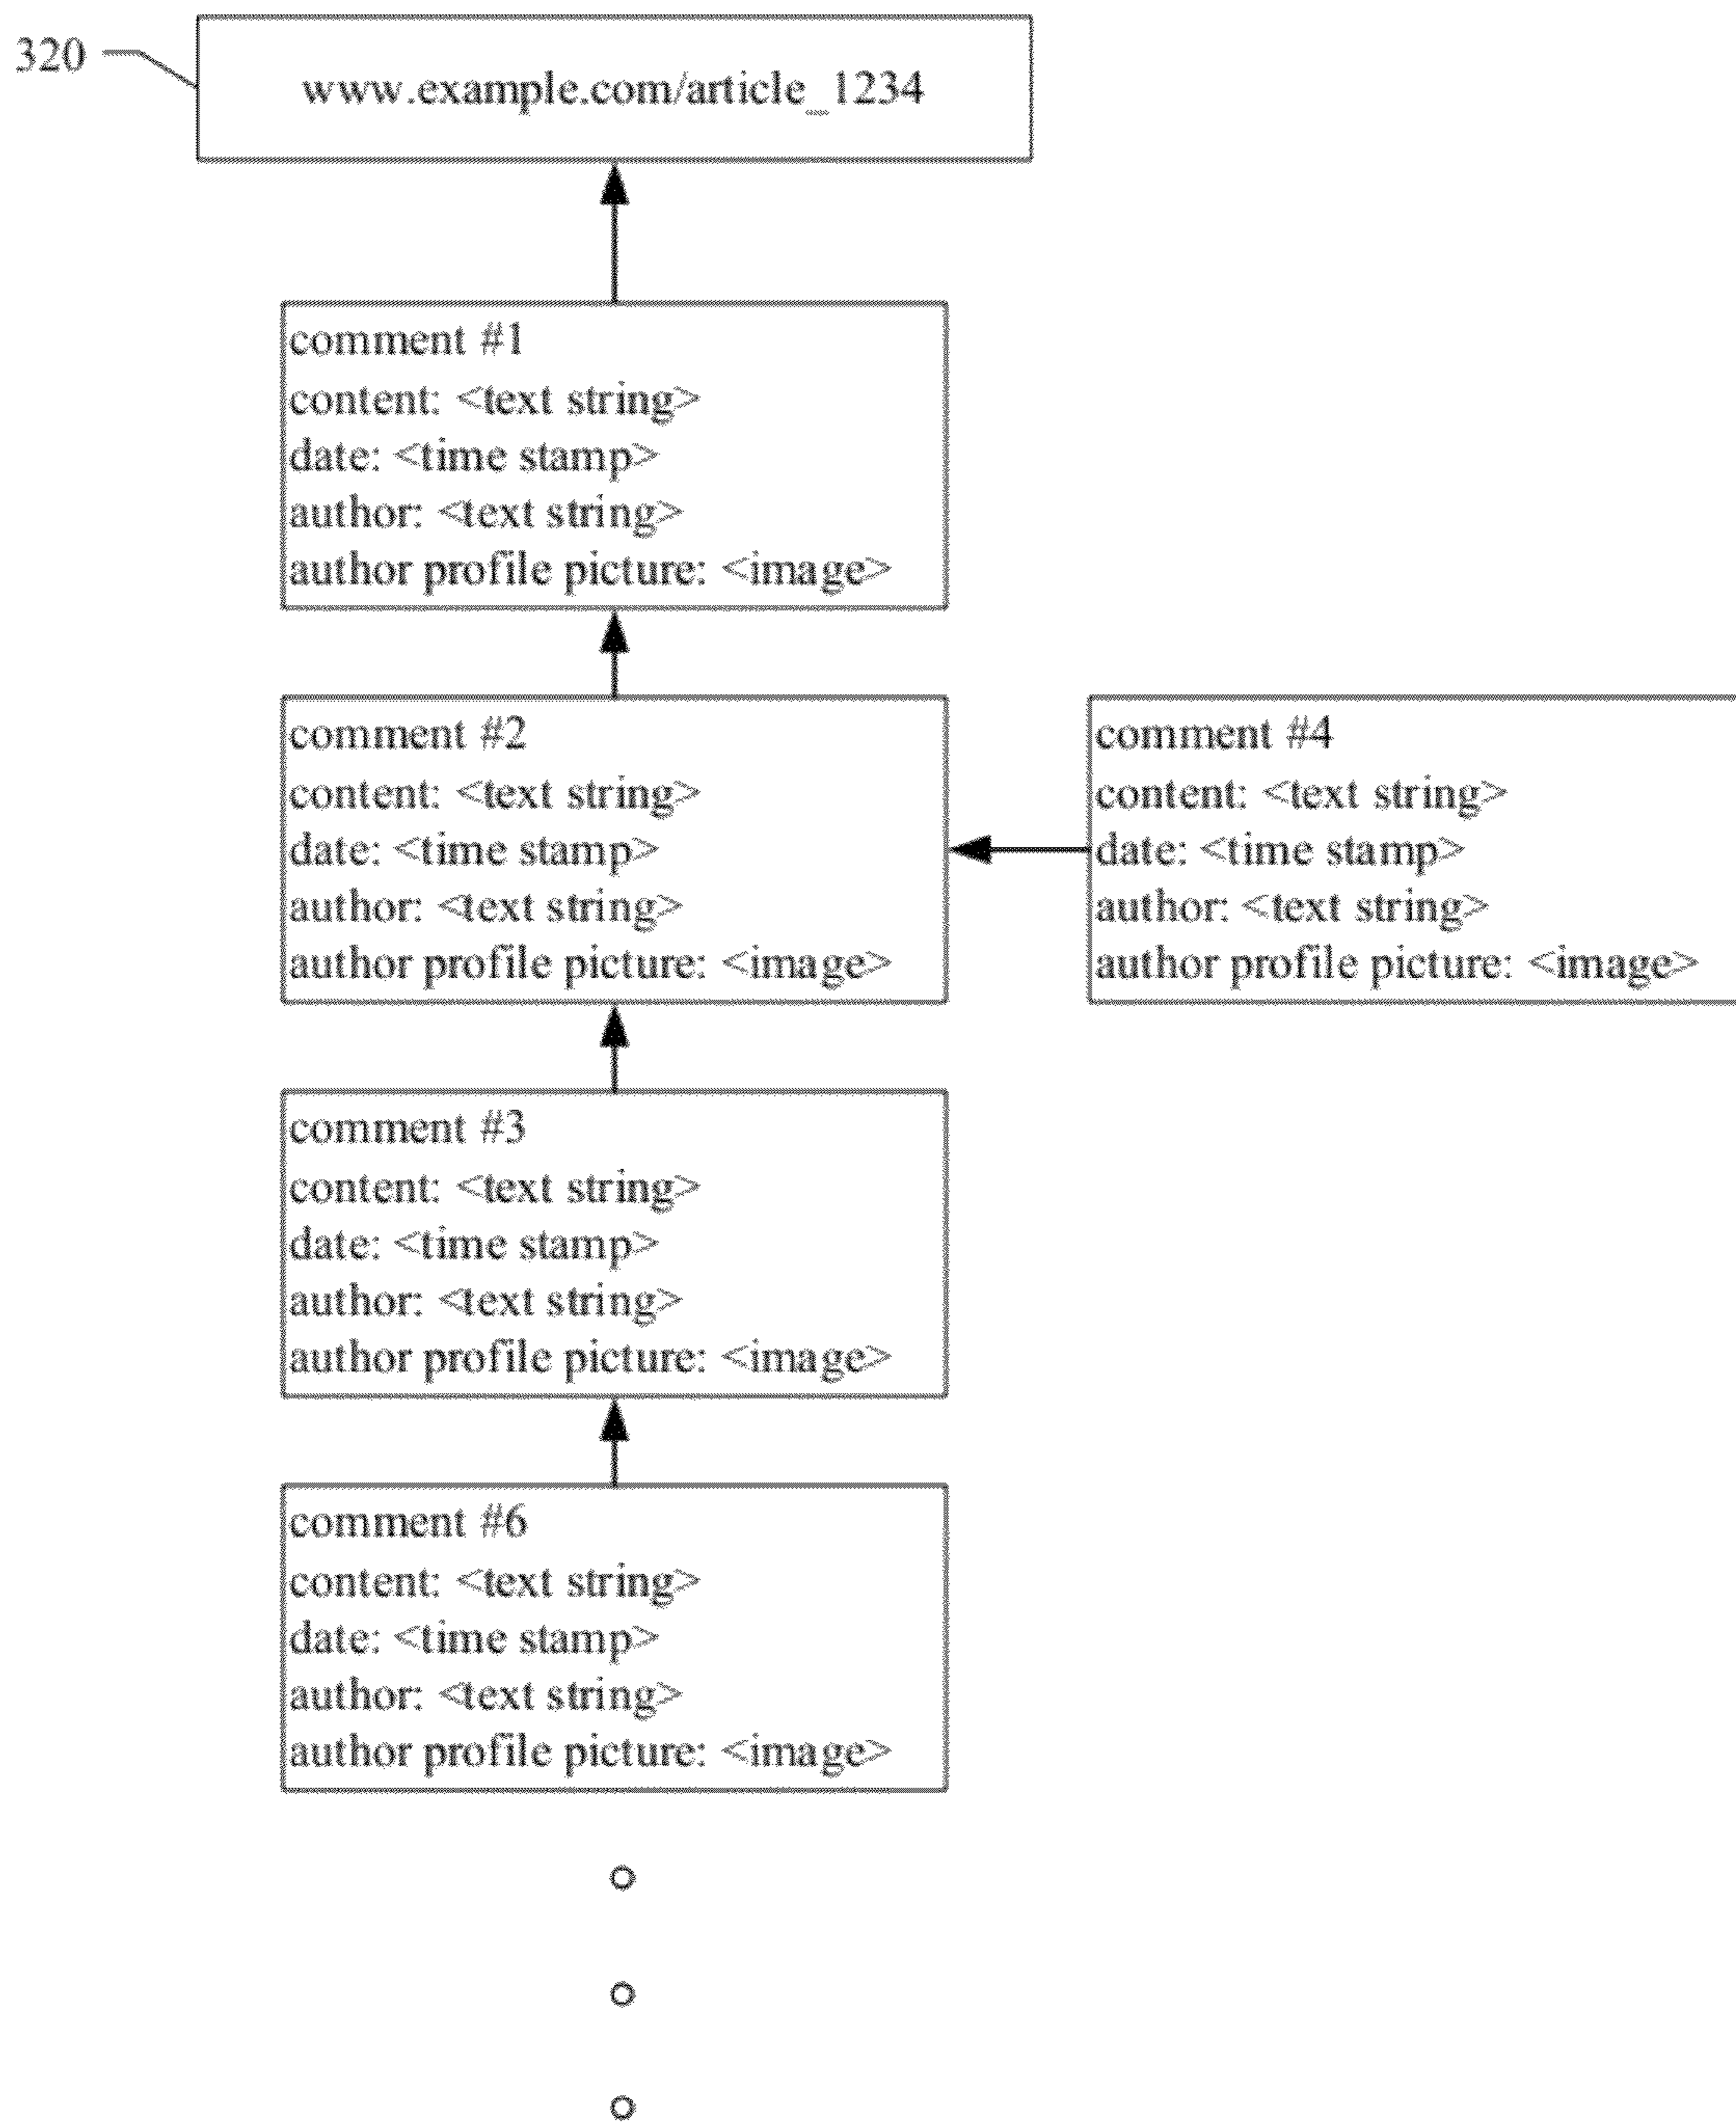 320
www.example.com/article_1234
comment #1
content: <text string>
date: <time stamp>
author: <text string>
author profile picture: <image>
comment #2
content: <text string>
date: <time stamp>
author: <text string>
author profile picture: <image>
comment #4
content: <text string>
date: <time stamp>
author: <text string>
author profile picture: <image>
comment #3
content: <text string>
date: <time stamp>
author: <text string>
author profile picture: <image>
comment #6
content: <text string>
date: <time stamp>
author: <text string>
author profile picture: <image>